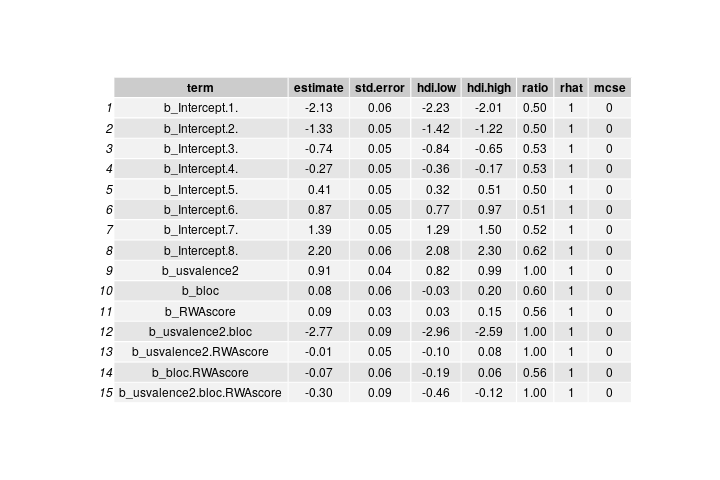 term estimate std.error hdi.low hdi.high ratio rhat mcse
1 b_Intercept.1. -2.13 0.06 -2.23 -2.01 0.50 1 0
2 b_Intercept.2. -1.33 0.05 -1.42 -1.22 0.50 1 0
3 b_Intercept.3. -0.74 0.05 -0.84 -0.65 0.53 1 0
4 b_Intercept.4. -0.27 0.05 -0.36 -0.17 0.53 1 0
5 b_Intercept.5. 0.41 0.05 0.32 0.51 0.50 1 0
6 b_Intercept.6. 0.87 0.05 0.77 0.97 0.51 1 0
7 b_Intercept.7. 1.39 0.05 1.29 1.50 0.52 1 0
8 b_Intercept.8. 2.20 0.06 2.08 2.30 0.62 1 0
9 b_usvalence2 0.91 0.04 0.82 0.99 1.00 1 0
10 b_bloc 0.08 0.06 -0.03 0.20 0.60 1 0
11 b_RWAscore 0.09 0.03 0.03 0.15 0.56 1 0
12 b_usvalence2.bloc -2.77 0.09 -2.96 -2.59 1.00 1 0
13 b_usvalence2.RWAscore -0.01 0.05 -0.10 0.08 1.00 1 0
14 b_bloc.RWAscore -0.07 0.06 -0.19 0.06 0.56 1 0
15 b_usvalence2.bloc.RWAscore -0.30 0.09 -0.46 -0.12 1.00 1 0